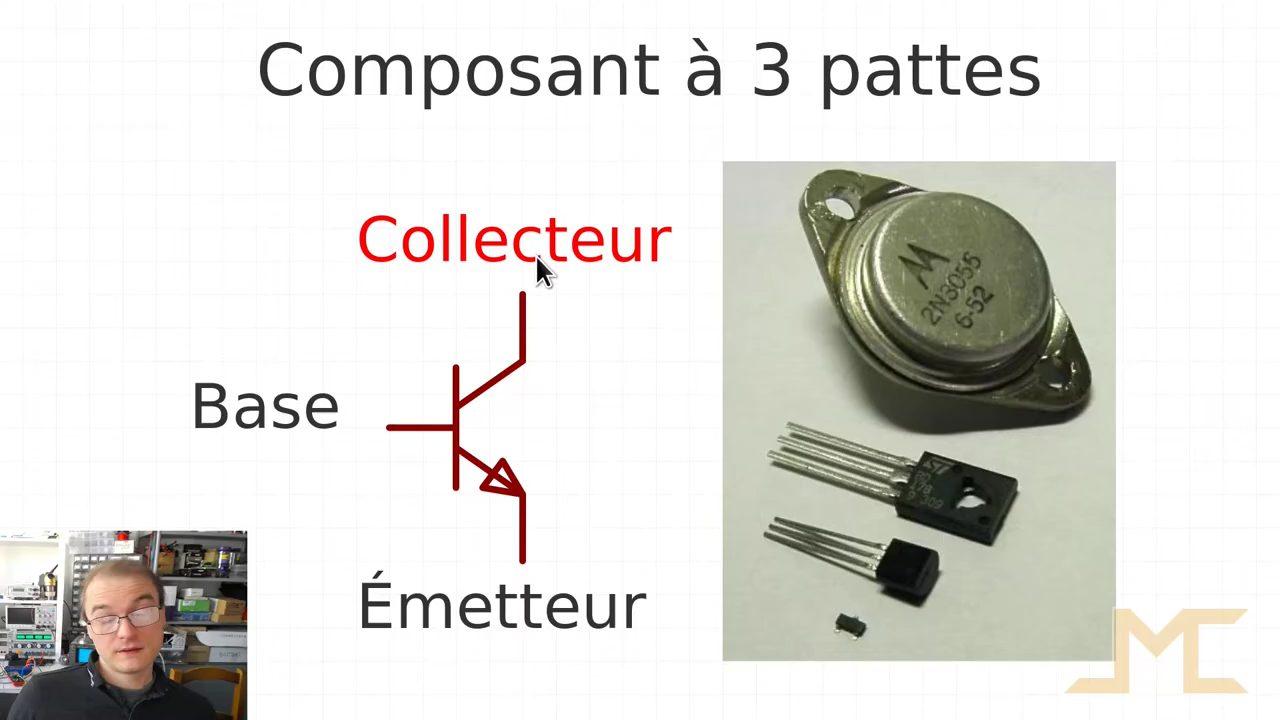 Composant à 3 pattes
Collecteur
Base
Émetteur
2N3055
6-52